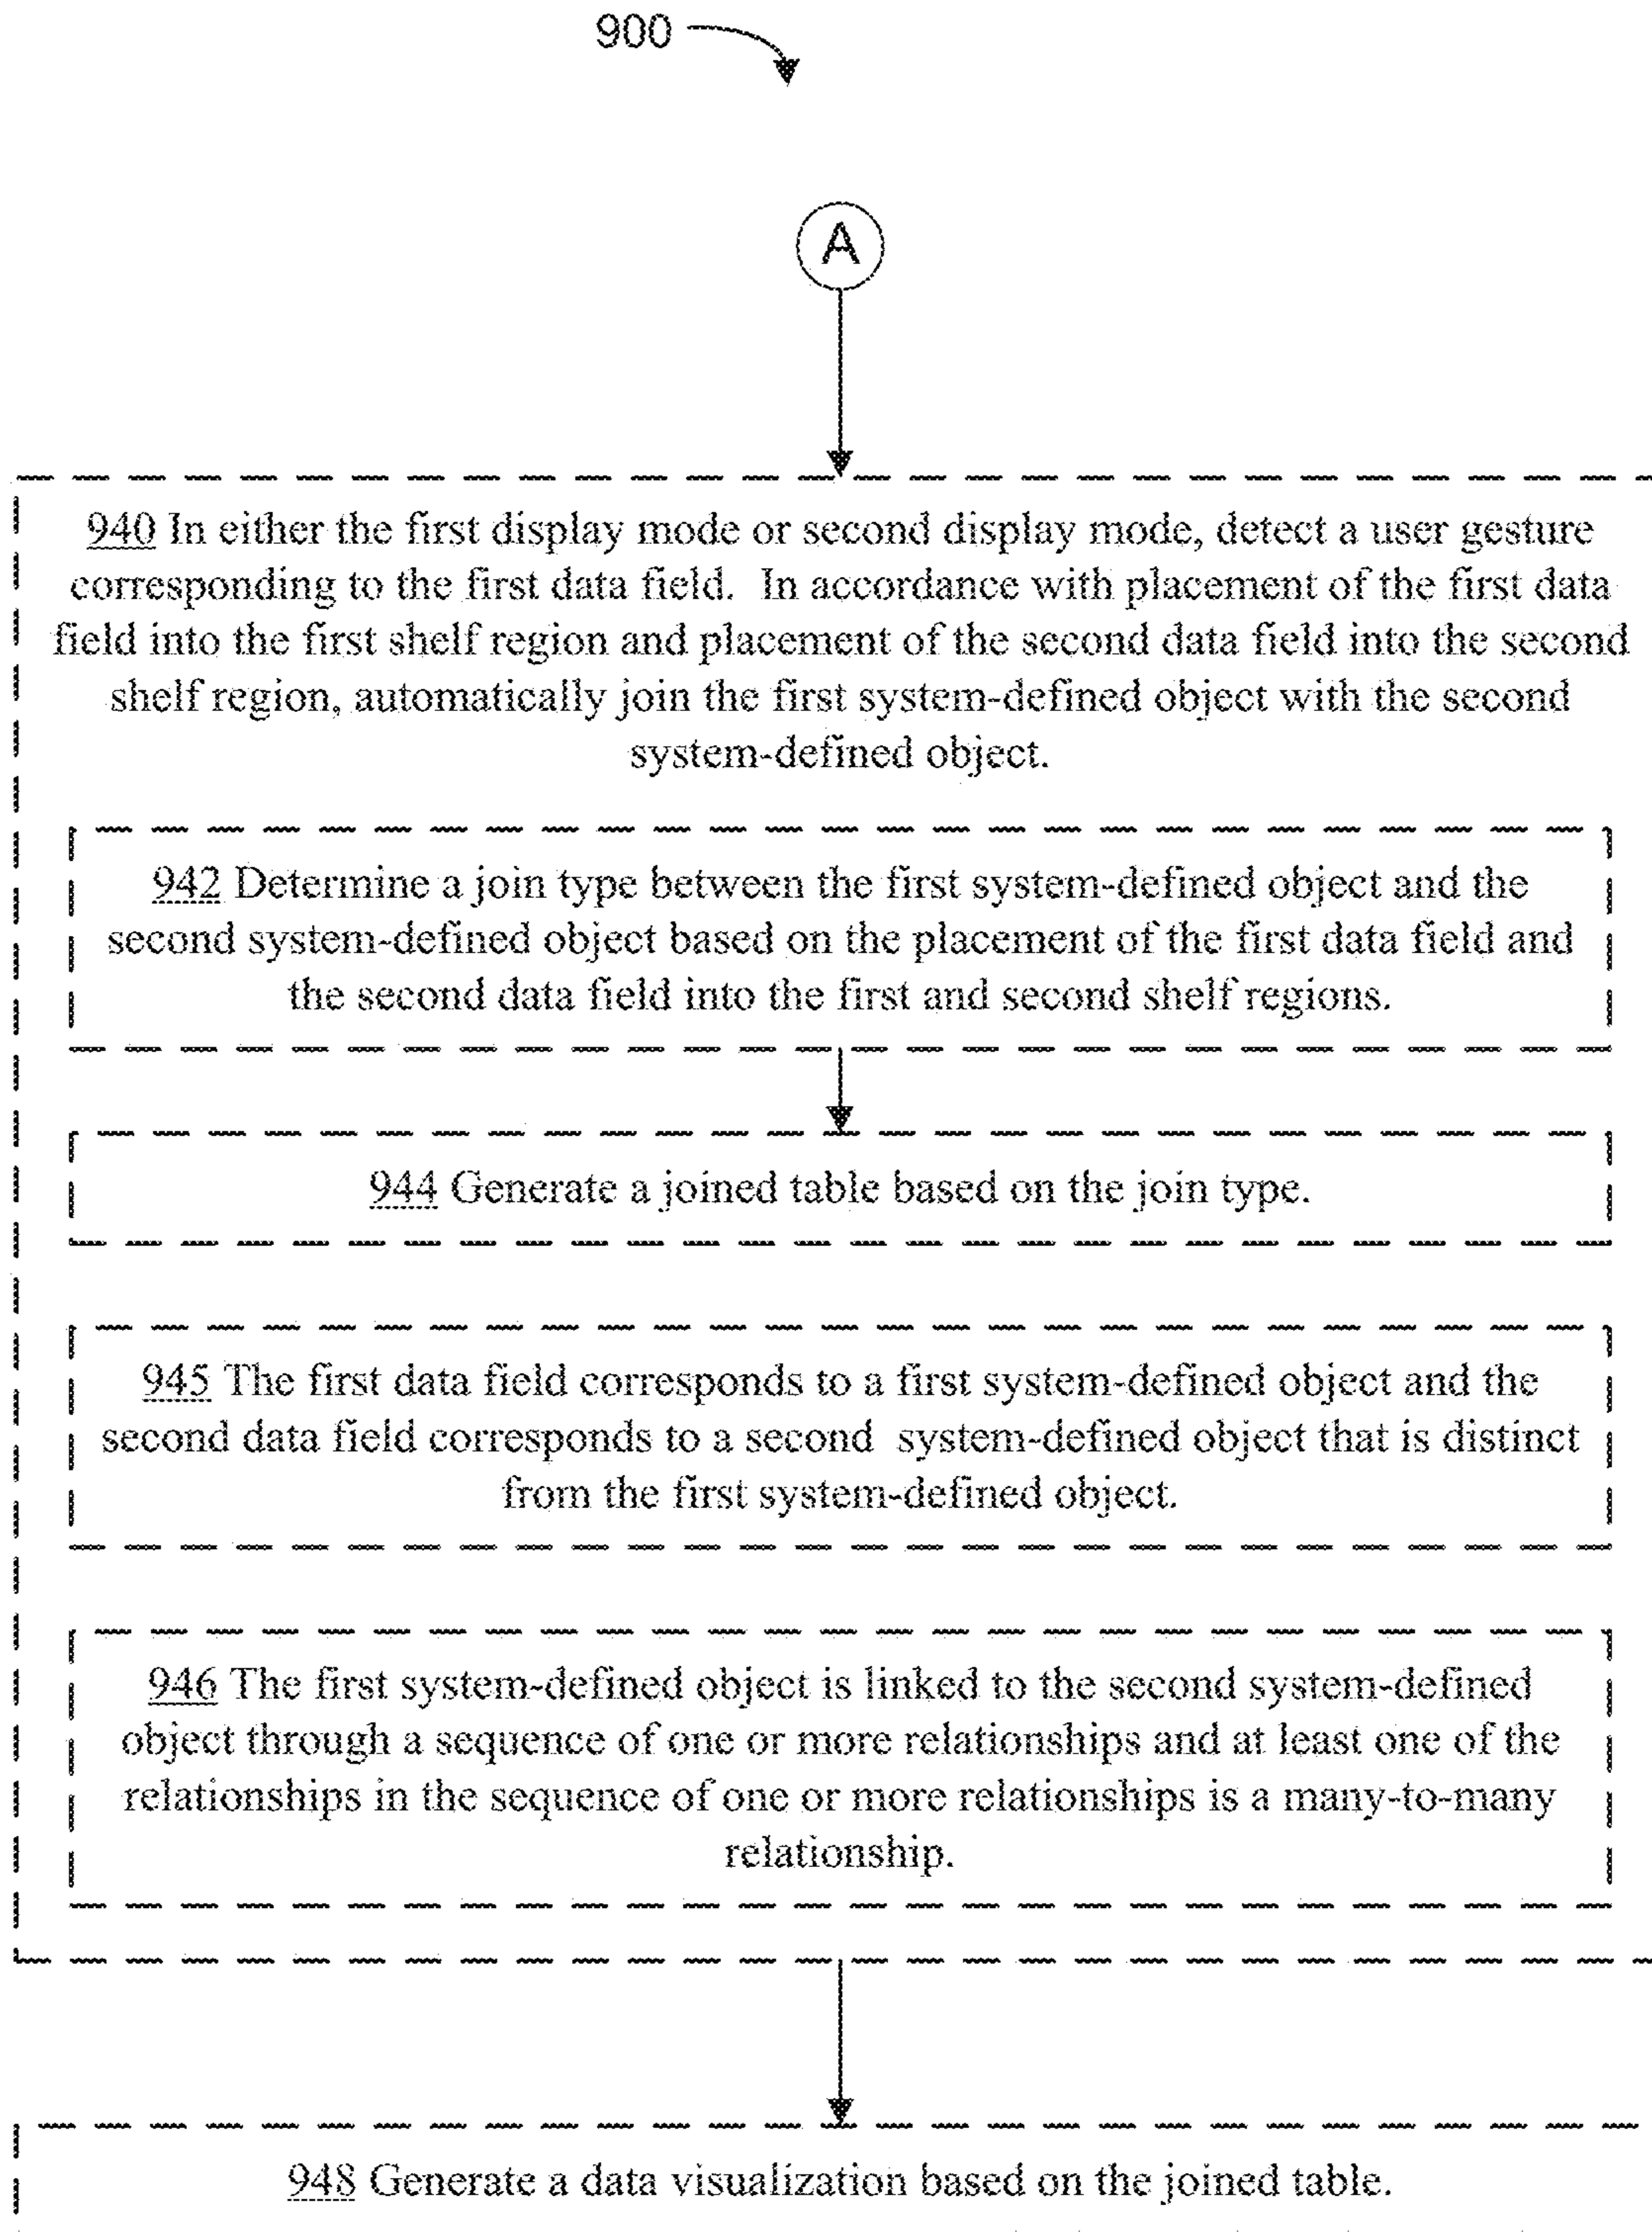 900
A
940 In either the first display mode or second display mode, detect a user gesture
corresponding to the first data field.  In accordance with placement of the first data
field into the first shelf region and placement of the second data field into the second
shelf region, automatically join the first system-defined object with the second
system-defined object.
942 Determine a join type between the first system-defined object and the
second system-defined object based on the placement of the first data field and
the second data field into the first and second shelf regions.
944 Generate a joined table based on the join type.
945 The first data field corresponds to a first system-defined object and the
second data field corresponds to a second  system-defined object that is distinct
from the first system-defined object.
946 The first system-defined object is linked to the second system-defined
object through a sequence of one or more relationships and at least one of the
relationships in the sequence of one or more relationships is a many-to-many
relationship.
948 Generate a data visualization based on the joined table.